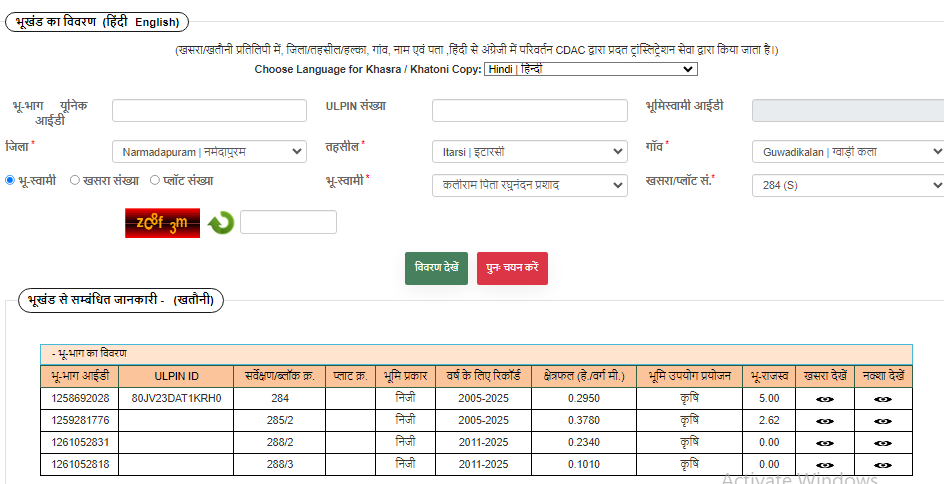 भूखंड का विवरण (हिंदी English)
(खसरा/खतौनी प्रतिलिपी में, जिला/तहसील/हल्का, गांव, नाम एवं पता ,हिंदी से अंग्रेजी में परिवर्तन CDAC द्वारा प्रदत ट्रांस्लिट्रेशन सेवा द्वारा किया जाता है।)
Choose Language for Khasra / Khatoni Copy: Hindi | हिन्दी
भू-भाग यूनिक आईडी ULPIN संख्या भूमिस्वामी आईडी
जिला * Narmadapuram | नर्मदापुरम तहसील * Itarsi | इटारसी गाँव * Guwadikalan | ग्वाड़ी कला
भू-स्वामी खसरा संख्या प्लॉट संख्या भू-स्वामी * कलीराम पिता रघुनंदन प्रशाद खसरा/प्लॉट सं.* 284 (S)
zc8f3m
विवरण देखें पुनः चयन करें
भूखंड से सम्बंधित जानकारी - (खतौनी)
- भू-भाग का विवरण
भू-भाग आईडी ULPIN ID सर्वेक्षण/ब्लॉक क्र. प्लाट क्र. भूमि प्रकार वर्ष के लिए रिकॉर्ड क्षेत्रफल (हे./वर्ग मी.) भूमि उपयोग प्रयोजन भू-राजस्व खसरा देखें नक्शा देखें
1258692028 80JV23DAT1KRH0 284 निजी 2005-2025 0.2950 कृषि 5.00
1259281776 285/2 निजी 2005-2025 0.3780 कृषि 2.62
1261052831 288/2 निजी 2011-2025 0.2340 कृषि 0.00
1261052818 288/3 निजी 2011-2025 0.1010 कृषि 0.00
Activate Windows